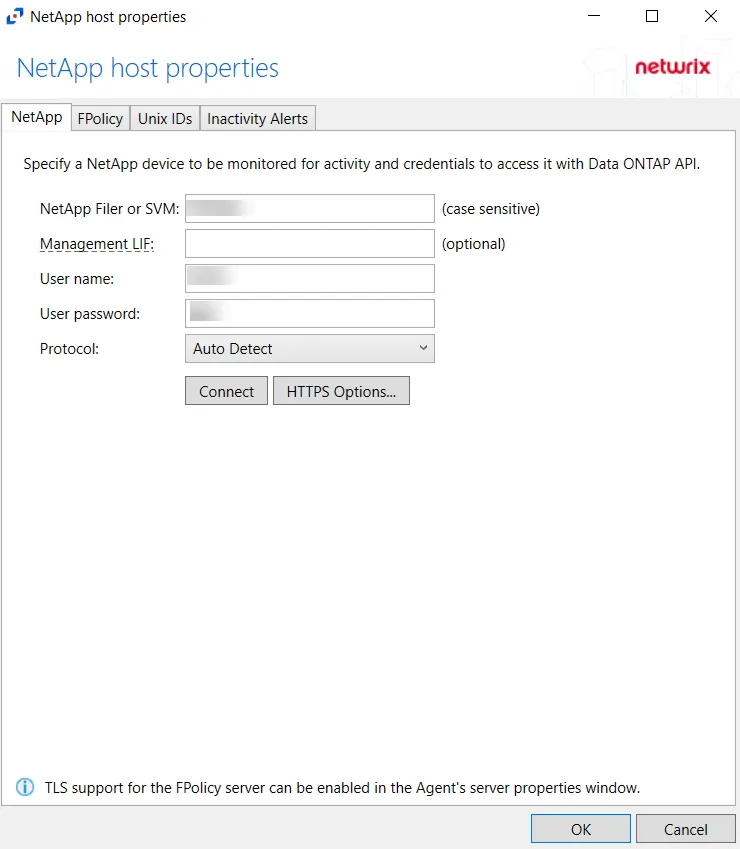 NetApp host properties
NetApp host properties
netwrix
NetApp FPolicy Unix IDs Inactivity Alerts
Specify a NetApp device to be monitored for activity and credentials to access it with Data ONTAP API.
NetApp Filer or SVM: (case sensitive)
Management LIF: (optional)
User name:
User password:
Protocol: Auto Detect
Connect HTTPS Options...
TLS support for the FPolicy server can be enabled in the Agent's server properties window.
OK Cancel